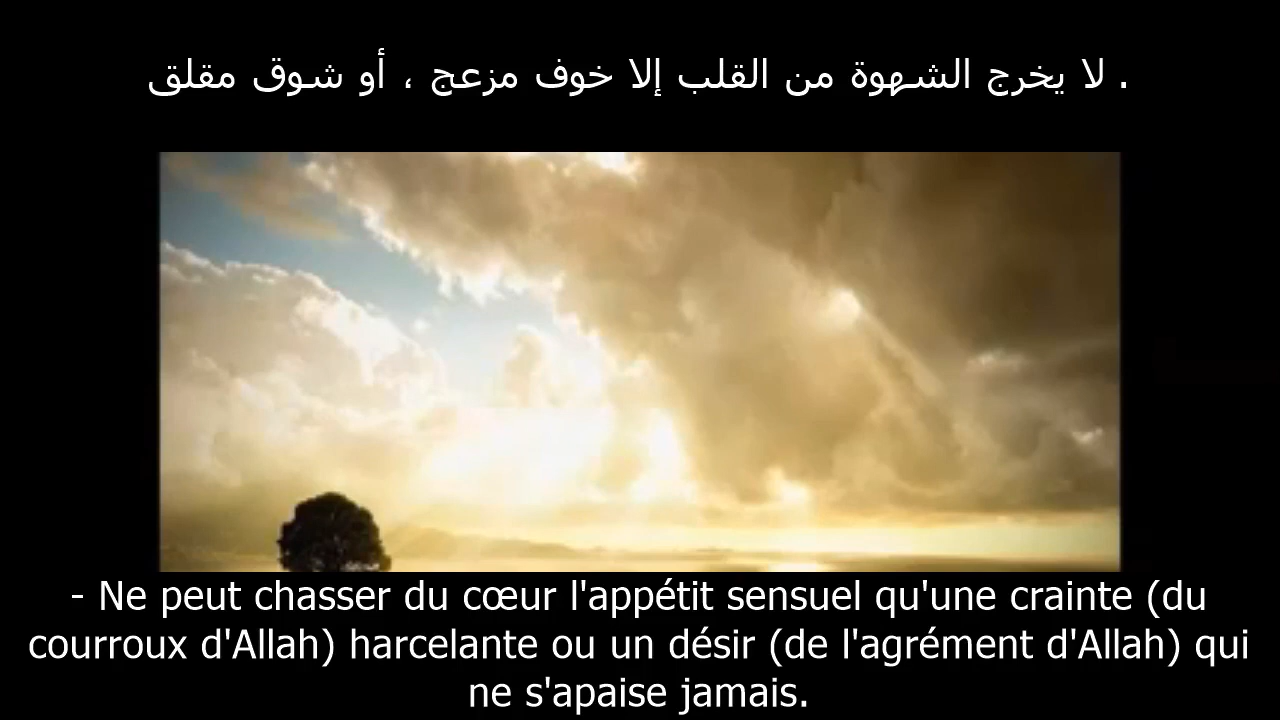 لا يخرج الشهوة من القلب إلا خوف مزعج ، أو شوق مقلق .
- Ne peut chasser du cœur l'appétit sensuel qu'une crainte (du
courroux d'Allah) harcelante ou un désir (de l'agrément d'Allah) qui
ne s'apaise jamais.